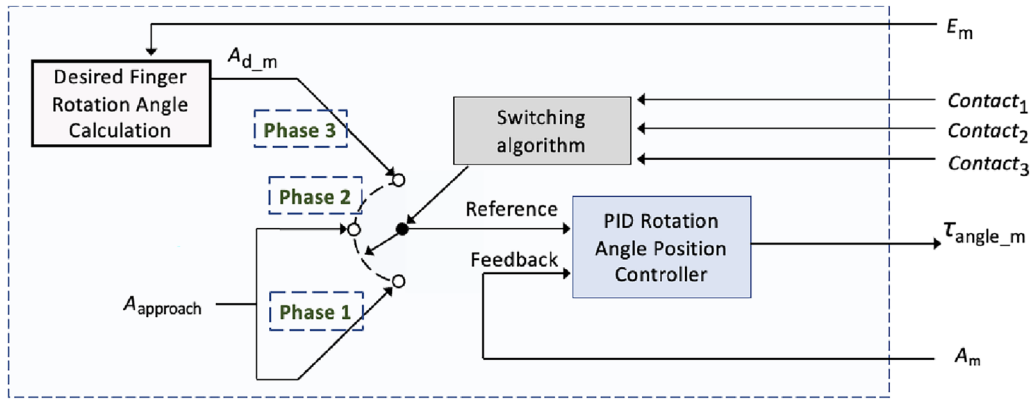 E_m
Desired Finger
Rotation Angle
Calculation
A_d_m
Phase 3
Switching
algorithm
Contact_1
Contact_2
Contact_3
Phase 2
Reference
Feedback
PID Rotation
Angle Position
Controller
τ_angle_m
A_approach
Phase 1
A_m